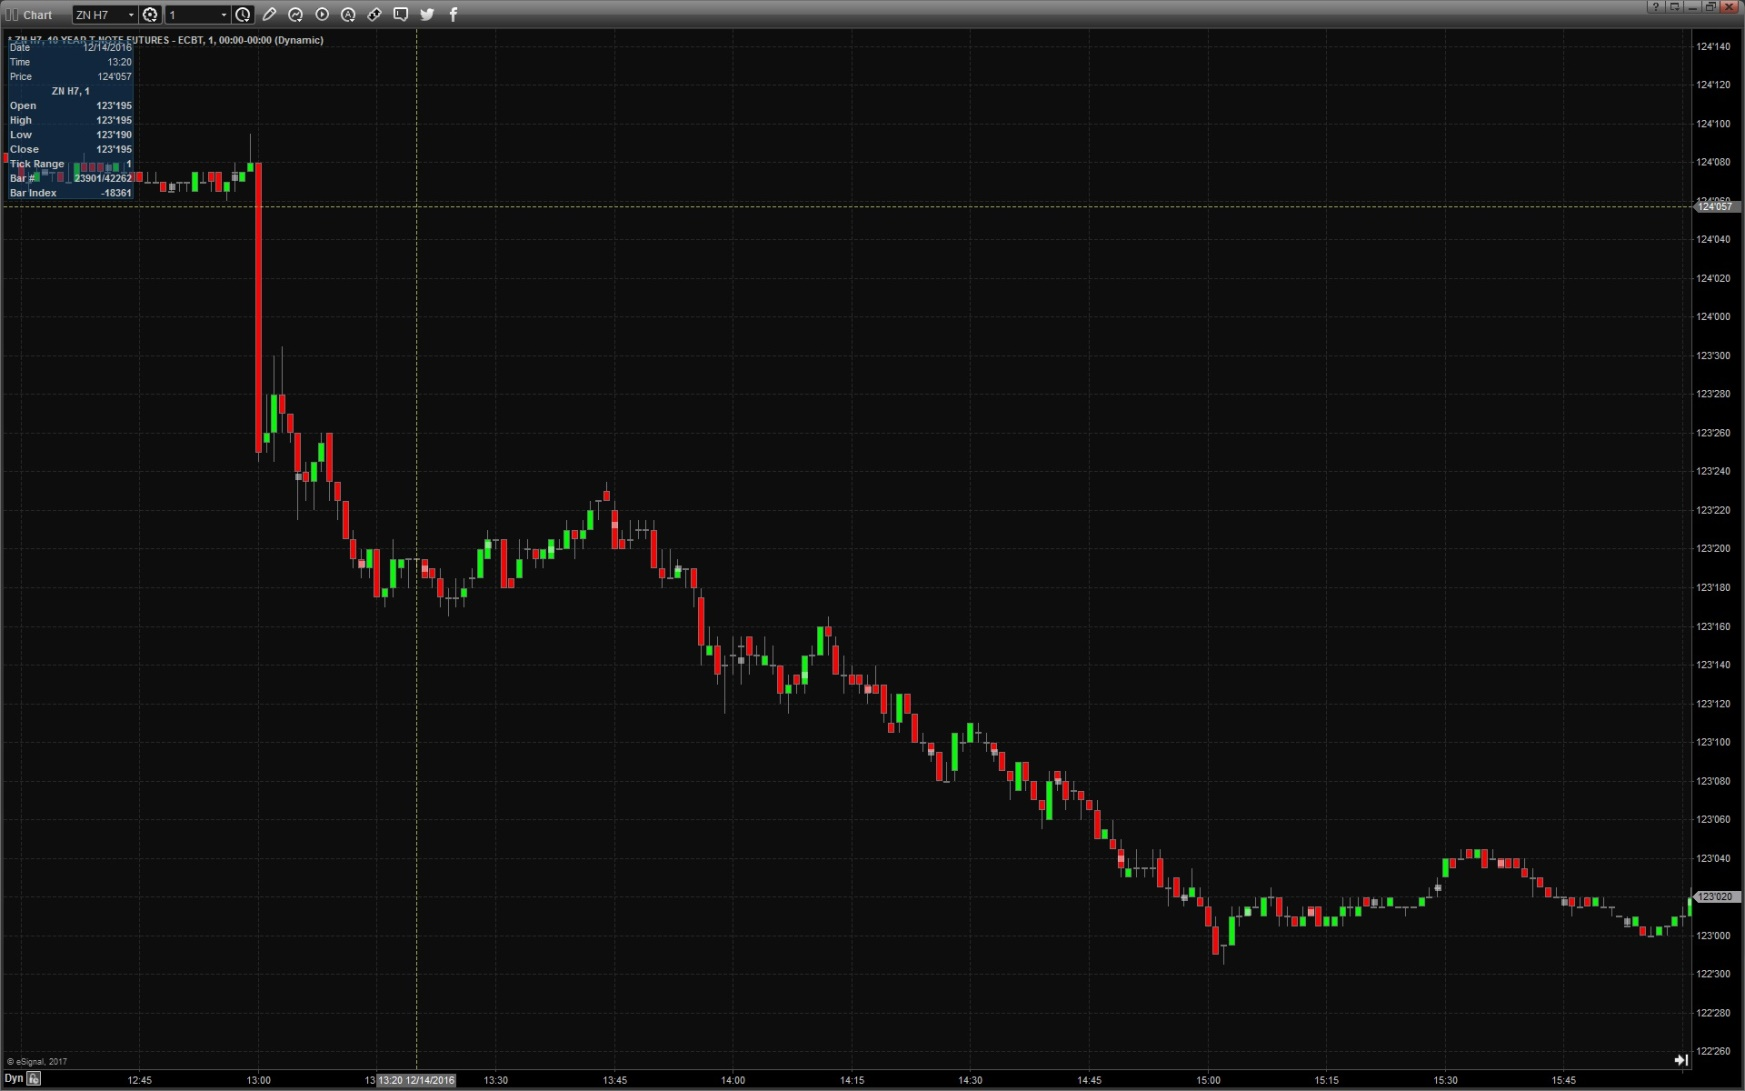 Chart ZN H7 1
ZN H7, 10 YEAR T-NOTE FUTURES - ECBT, 1, 00:00-00:00 (Dynamic)
Date 12/14/2016
Time 13:20
Price 124'057
ZN H7, 1
Open 123'195
High 123'195
Low 123'190
Close 123'195
Tick Range 1
Bar # 23901/42262
Bar Index -18361
124'140
124'120
124'100
124'080
124'060
124'057
124'040
124'020
124'000
123'300
123'280
123'260
123'240
123'220
123'200
123'180
123'160
123'140
123'120
123'100
123'080
123'060
123'040
123'020
123'000
122'300
122'280
122'260
© eSignal, 2017
Dyn 12:45 13:00 13 13:20 12/14/2016 13:30 13:45 14:00 14:15 14:30 14:45 15:00 15:15 15:30 15:45